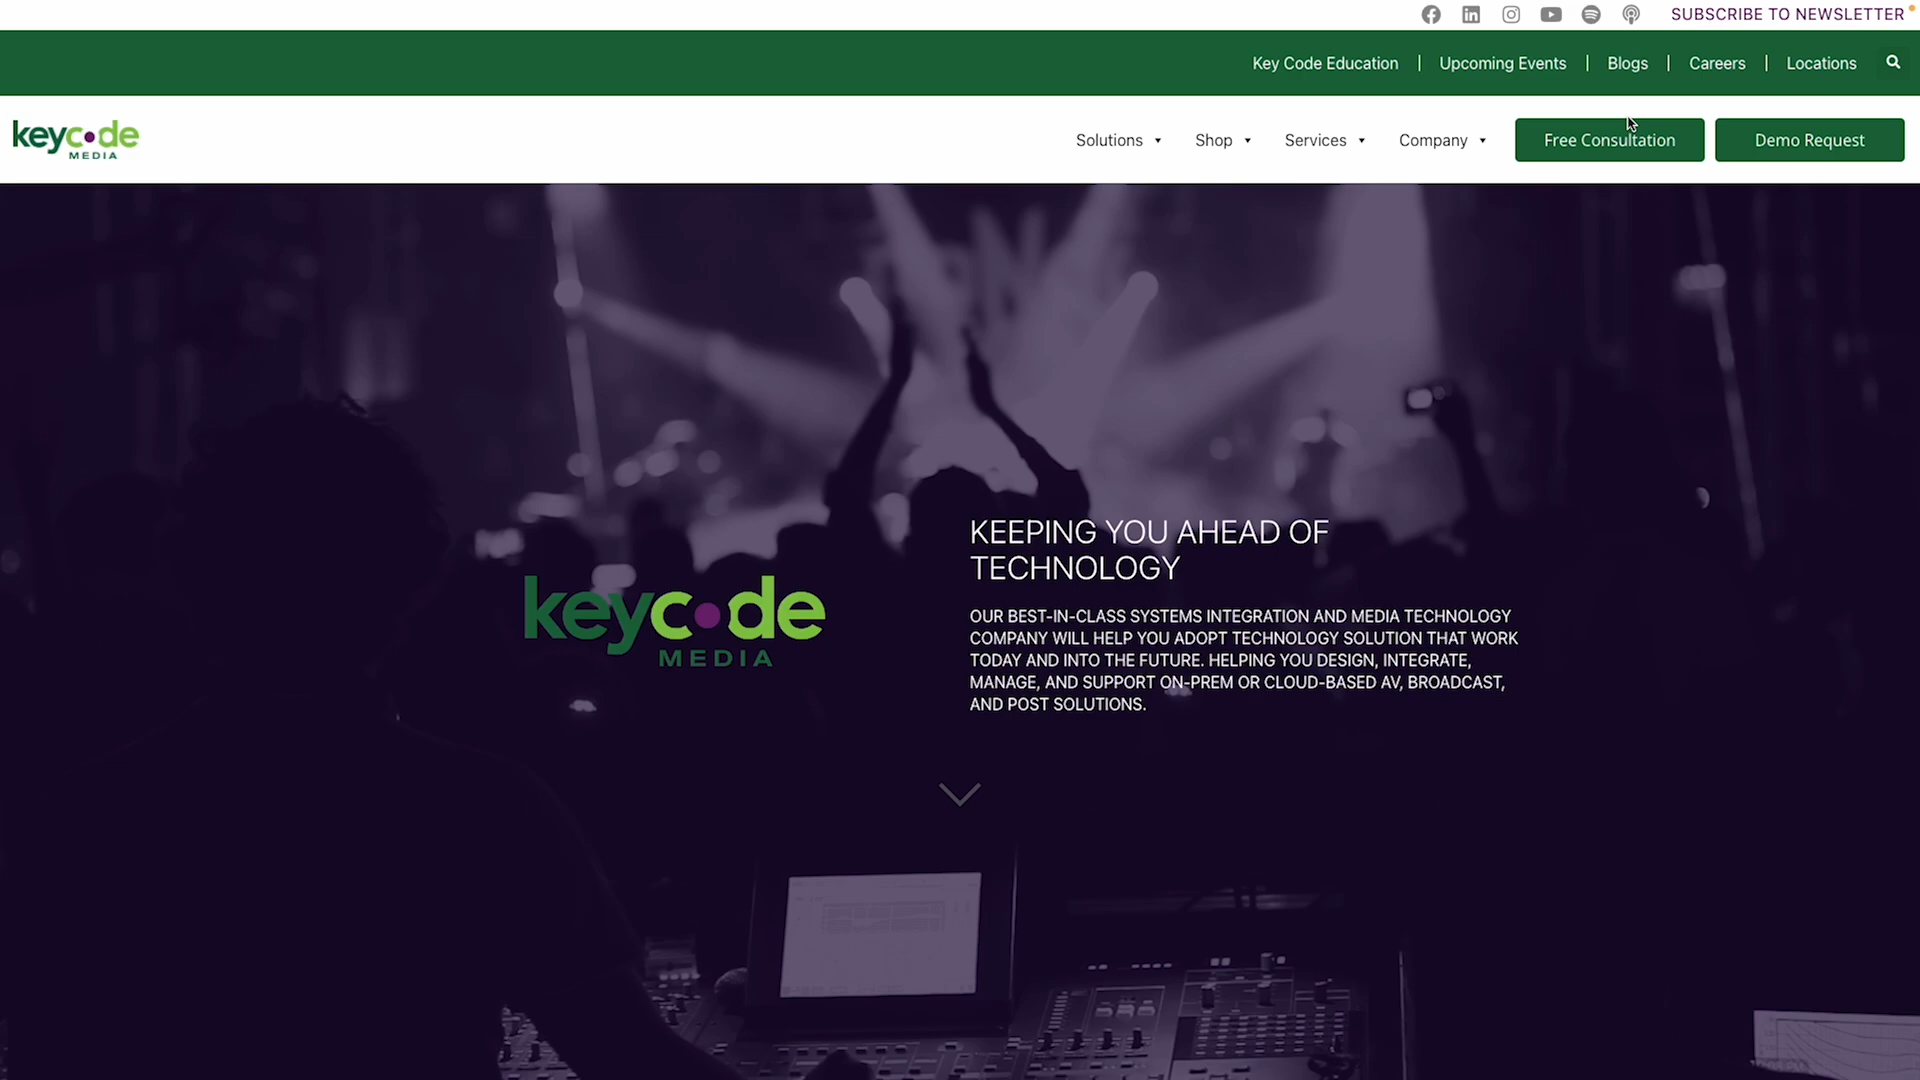 SUBSCRIBE TO NEWSLETTER
Key Code Education
Upcoming Events
Blogs
Careers
Locations
keycode
MEDIA
Solutions
Shop
Services
Company
Free Consultation
Demo Request
KEEPING YOU AHEAD OF
TECHNOLOGY
keycode
MEDIA
OUR BEST-IN-CLASS SYSTEMS INTEGRATION AND MEDIA TECHNOLOGY
COMPANY WILL HELP YOU ADOPT TECHNOLOGY SOLUTION THAT WORK
TODAY AND INTO THE FUTURE. HELPING YOU DESIGN, INTEGRATE,
MANAGE, AND SUPPORT ON-PREM OR CLOUD-BASED AV, BROADCAST,
AND POST SOLUTIONS.